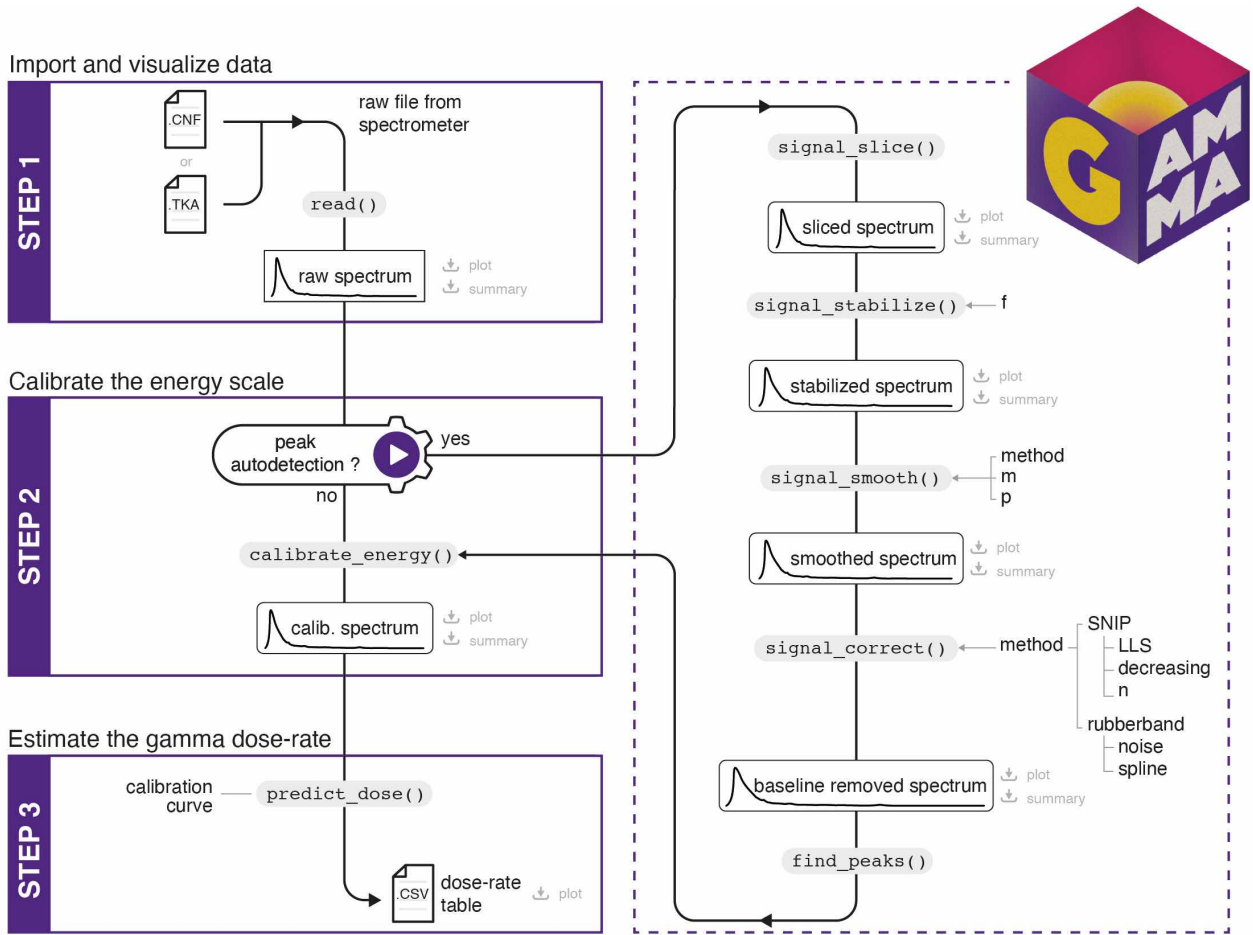 Import and visualize data
STEP 1
.CNF
or
.TKA
raw file from
spectrometer
read()
raw spectrum
plot
summary
Calibrate the energy scale
STEP 2
peak
autodetection ?
yes
no
calibrate_energy()
calib. spectrum
plot
summary
Estimate the gamma dose-rate
STEP 3
calibration
curve
predict_dose()
.CSV
dose-rate
table
plot
signal_slice()
sliced spectrum
plot
summary
signal_stabilize()
f
stabilized spectrum
plot
summary
signal_smooth()
method
m
p
smoothed spectrum
plot
summary
signal_correct()
method
SNIP
LLS
decreasing
n
rubberband
noise
spline
baseline removed spectrum
plot
summary
find_peaks()
G
AM
MA